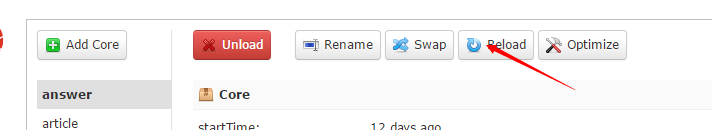 Add Core Unload Rename Swap Reload Optimize
answer Core
article startTime: 12 days ago